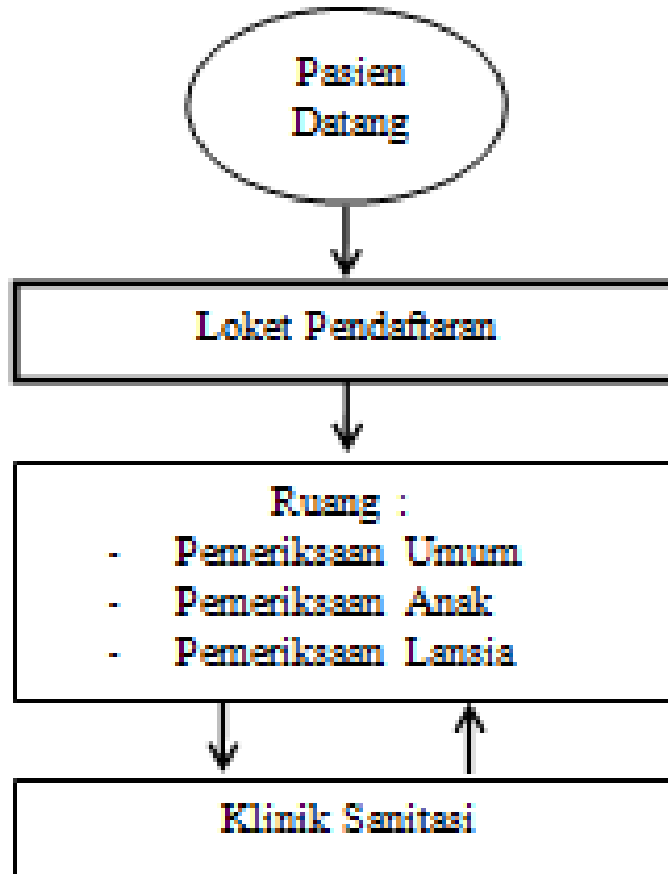 Pasien
Datang
Loket Pendaftaran
Ruang :
- Pemeriksaan Umum
- Pemeriksaan Anak
- Pemeriksaan Lansia
Klinik Sanitasi